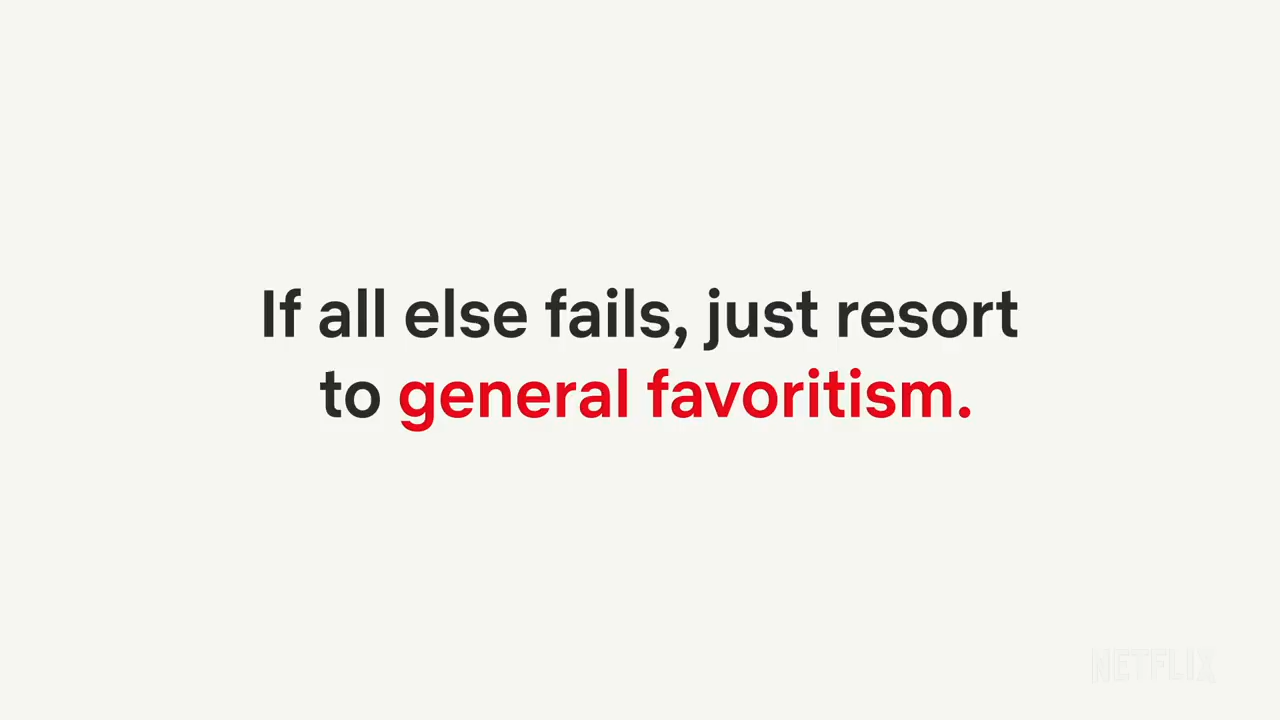 If all else fails, just resort
to general favoritism.
NETFLIX